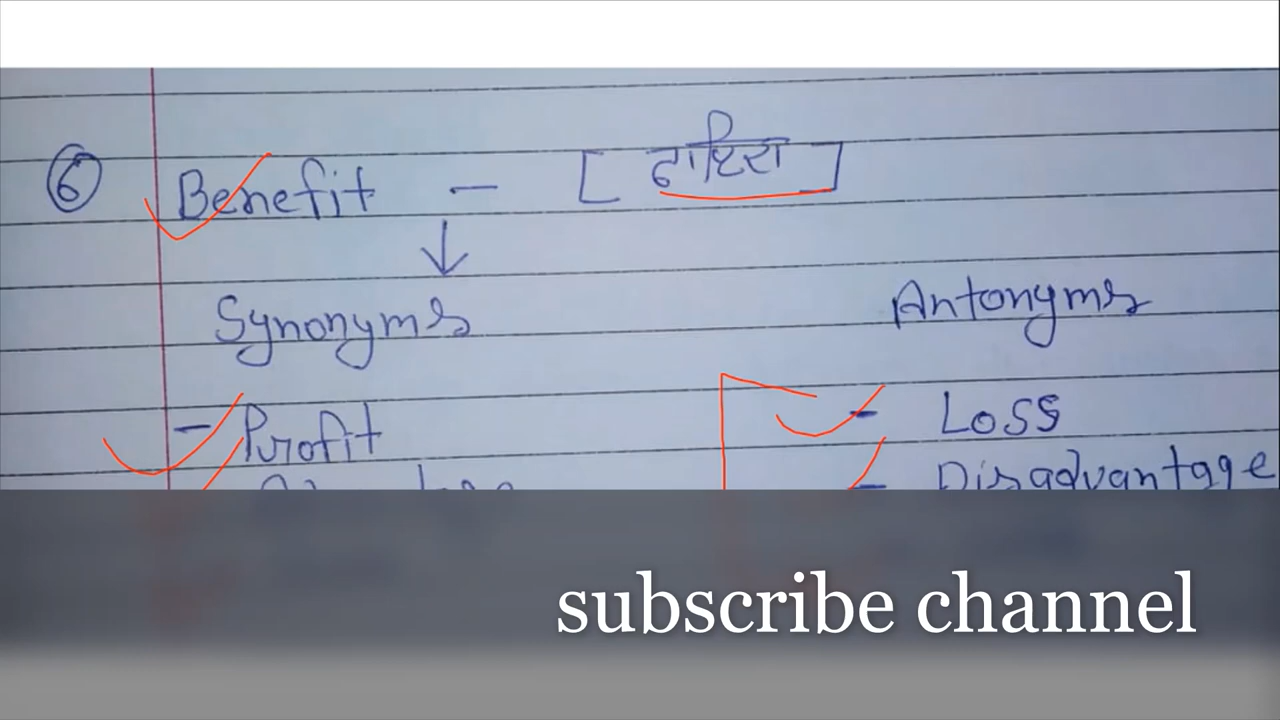 ⑥ Benefit - [ फायदा ]
↓
Synonyms Antonyms
- Profit - Loss
- Disadvantage
subscribe channel